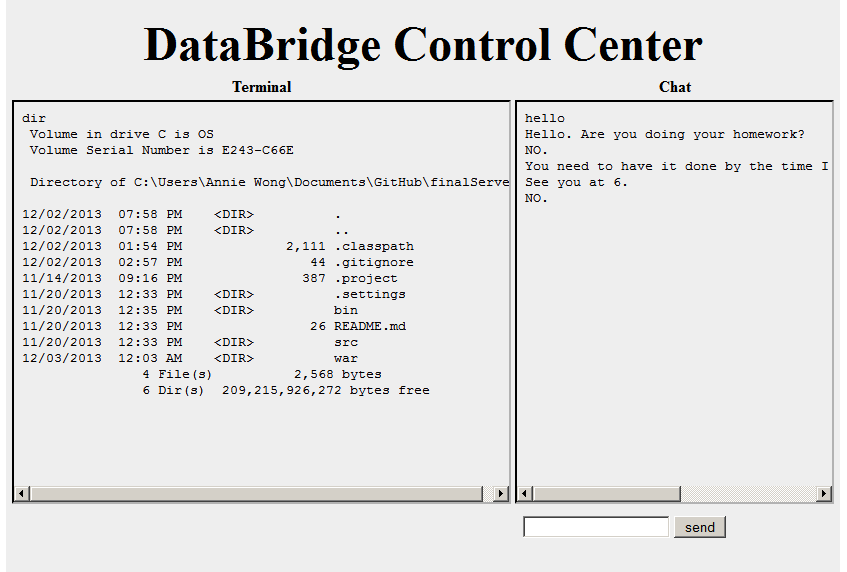 DataBridge Control Center
Terminal
dir
Volume in drive C is OS
Volume Serial Number is E243-C66E
Directory of C:\Users\Annie Wong\Documents\GitHub\finalServe
12/02/2013  07:58 PM    <DIR>          .
12/02/2013  07:58 PM    <DIR>          ..
12/02/2013  01:54 PM             2,111 .classpath
12/02/2013  02:57 PM                44 .gitignore
11/14/2013  09:16 PM               387 .project
11/20/2013  12:33 PM    <DIR>          .settings
11/20/2013  12:35 PM    <DIR>          bin
11/20/2013  12:33 PM                26 README.md
11/20/2013  12:33 PM    <DIR>          src
12/03/2013  12:03 AM    <DIR>          war
4 File(s)          2,568 bytes
6 Dir(s)  209,215,926,272 bytes free
Chat
hello
Hello. Are you doing your homework?
NO.
You need to have it done by the time I
See you at 6.
NO.
send